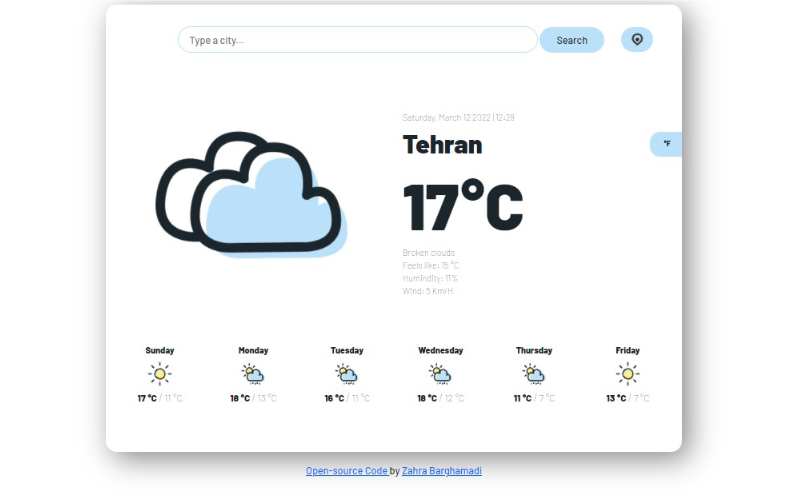 Type a city...
Search
Saturday, March 12 2022 | 12:28
Tehran
°F
17°C
Broken clouds
Feels like: 15 °C
Humindity: 11%
Wind: 5 Km/H
Sunday
17 °C / 11 °C
Monday
18 °C / 13 °C
Tuesday
16 °C / 11 °C
Wednesday
18 °C / 12 °C
Thursday
11 °C / 7 °C
Friday
13 °C / 7 °C
Open-source Code by Zahra Barghamadi